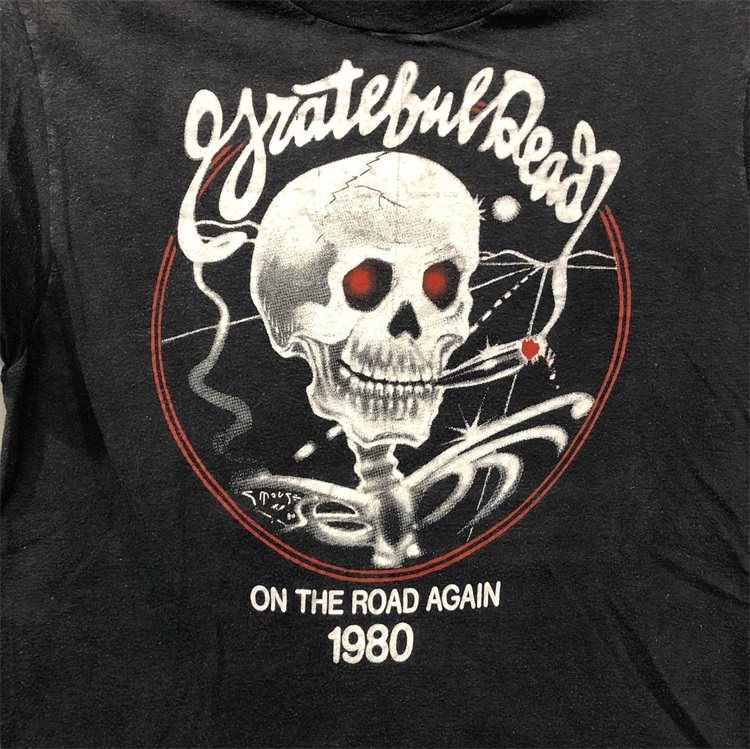 Grateful Dead
ON THE ROAD AGAIN
1980